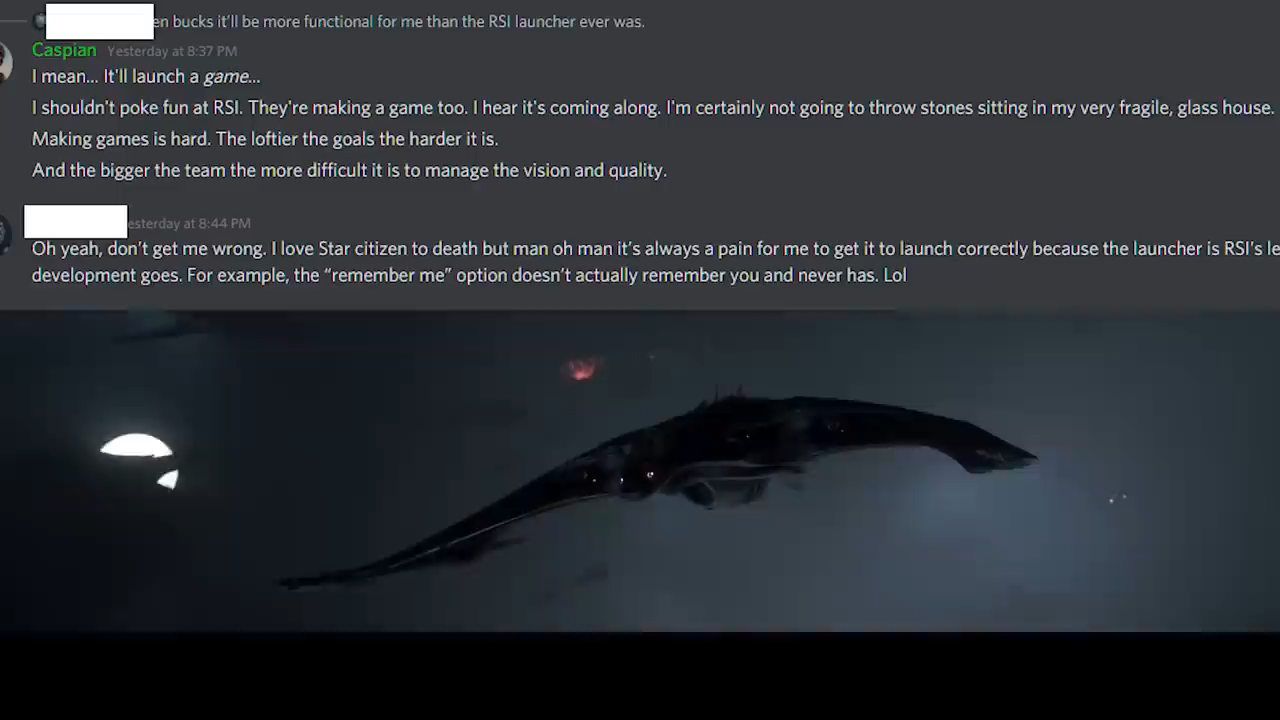 en bucks it'll be more functional for me than the RSI launcher ever was.
Caspian Yesterday at 8:37 PM
I mean... It'll launch a game...
I shouldn't poke fun at RSI. They're making a game too. I hear it's coming along. I'm certainly not going to throw stones sitting in my very fragile, glass house.
Making games is hard. The loftier the goals the harder it is.
And the bigger the team the more difficult it is to manage the vision and quality.
esterday at 8:44 PM
Oh yeah, don't get me wrong. I love Star citizen to death but man oh man it's always a pain for me to get it to launch correctly because the launcher is RSI's le
development goes. For example, the “remember me” option doesn't actually remember you and never has. Lol